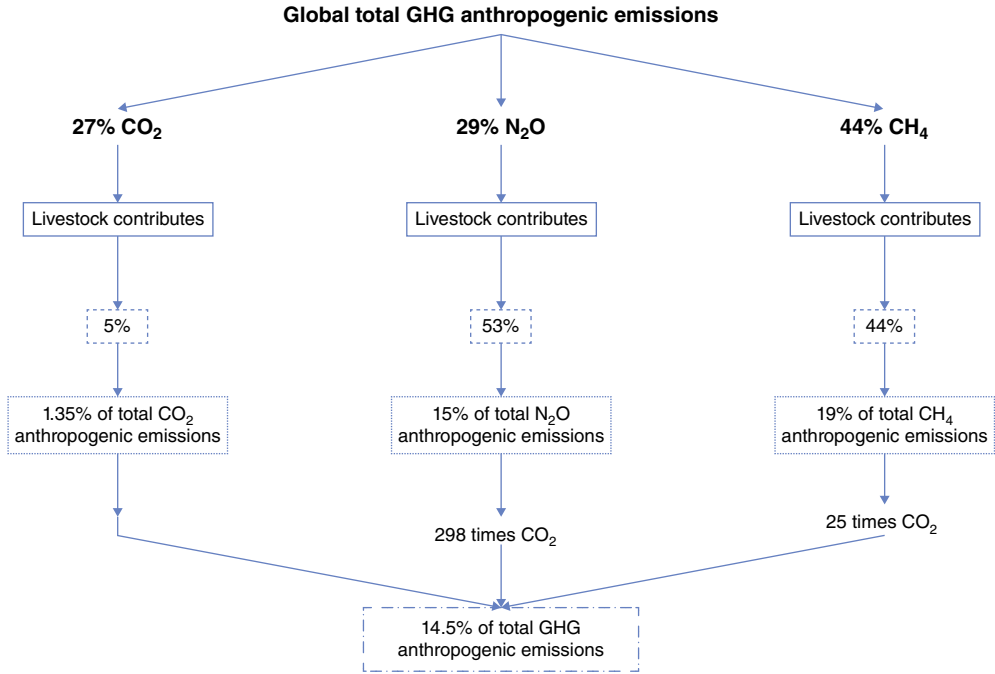 Global total GHG anthropogenic emissions
27% CO₂
29% N₂O
44% CH₄
Livestock contributes
Livestock contributes
Livestock contributes
5%
53%
44%
1.35% of total CO₂
anthropogenic emissions
15% of total N₂O
anthropogenic emissions
19% of total CH₄
anthropogenic emissions
298 times CO₂
25 times CO₂
14.5% of total GHG
anthropogenic emissions